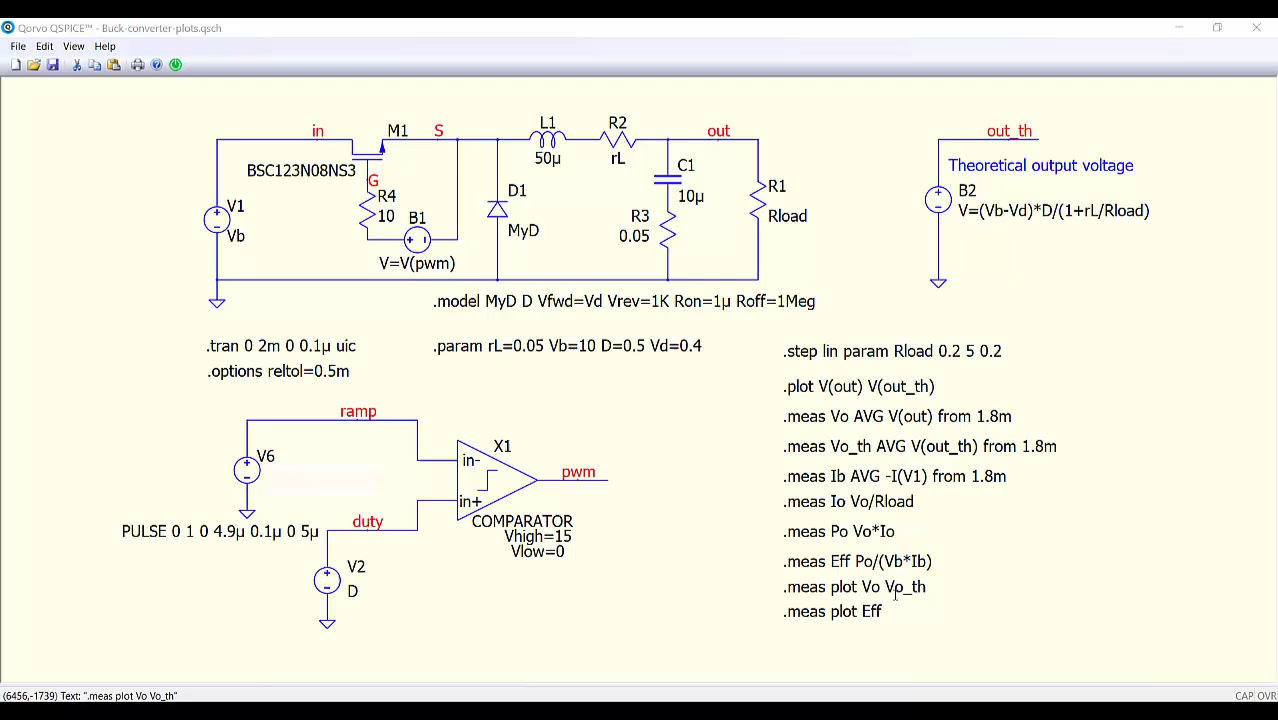 Qorvo QSPICE™ - Buck-converter-plots.qsch
File Edit View Help
in
M1
S
L1
R2
out
out_th
50µ
rL
BSC123N08NS3
C1
Theoretical output voltage
G
R4
10
D1
10µ
R1
B2
V1
Vb
B1
MyD
R3
0.05
Rload
V=(Vb-Vd)*D/(1+rL/Rload)
V=V(pwm)
.model MyD D Vfwd=Vd Vrev=1K Ron=1µ Roff=1Meg
.tran 0 2m 0 0.1µ uic
.param rL=0.05 Vb=10 D=0.5 Vd=0.4
.step lin param Rload 0.2 5 0.2
.options reltol=0.5m
.plot V(out) V(out_th)
ramp
.meas Vo AVG V(out) from 1.8m
V6
X1
in-
.meas Vo_th AVG V(out_th) from 1.8m
pwm
.meas Ib AVG -I(V1) from 1.8m
in+
.meas Io Vo/Rload
duty
COMPARATOR
PULSE 0 1 0 4.9µ 0.1µ 0 5µ
Vhigh=15
.meas Po Vo*Io
Vlow=0
V2
.meas Eff Po/(Vb*Ib)
D
.meas plot Vo Vo_th
.meas plot Eff
(6456,-1739) Text: ".meas plot Vo Vo_th"
CAP OVR